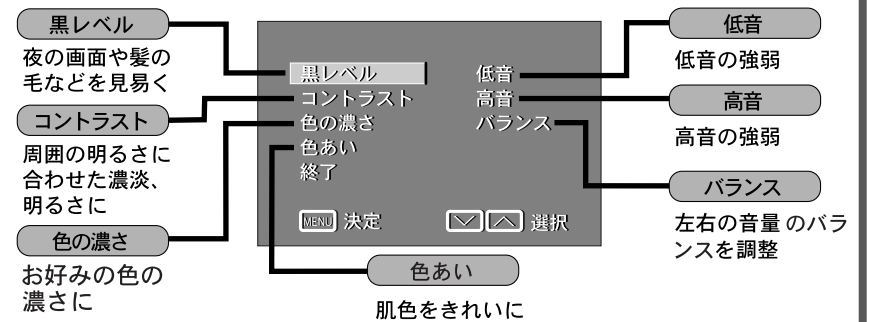 黒レベル
夜の画面や髪の
毛などを見易く
コントラスト
周囲の明るさに
合わせた濃淡、
明るさに
色の濃さ
お好みの色の
濃さに
黒レベル
コントラスト
色の濃さ
色あい
終了
低音
高音
バランス
MENU 決定
選択
色あい
肌色をきれいに
低音
低音の強弱
高音
高音の強弱
バランス
左右の音量 のバラ
ンスを調整